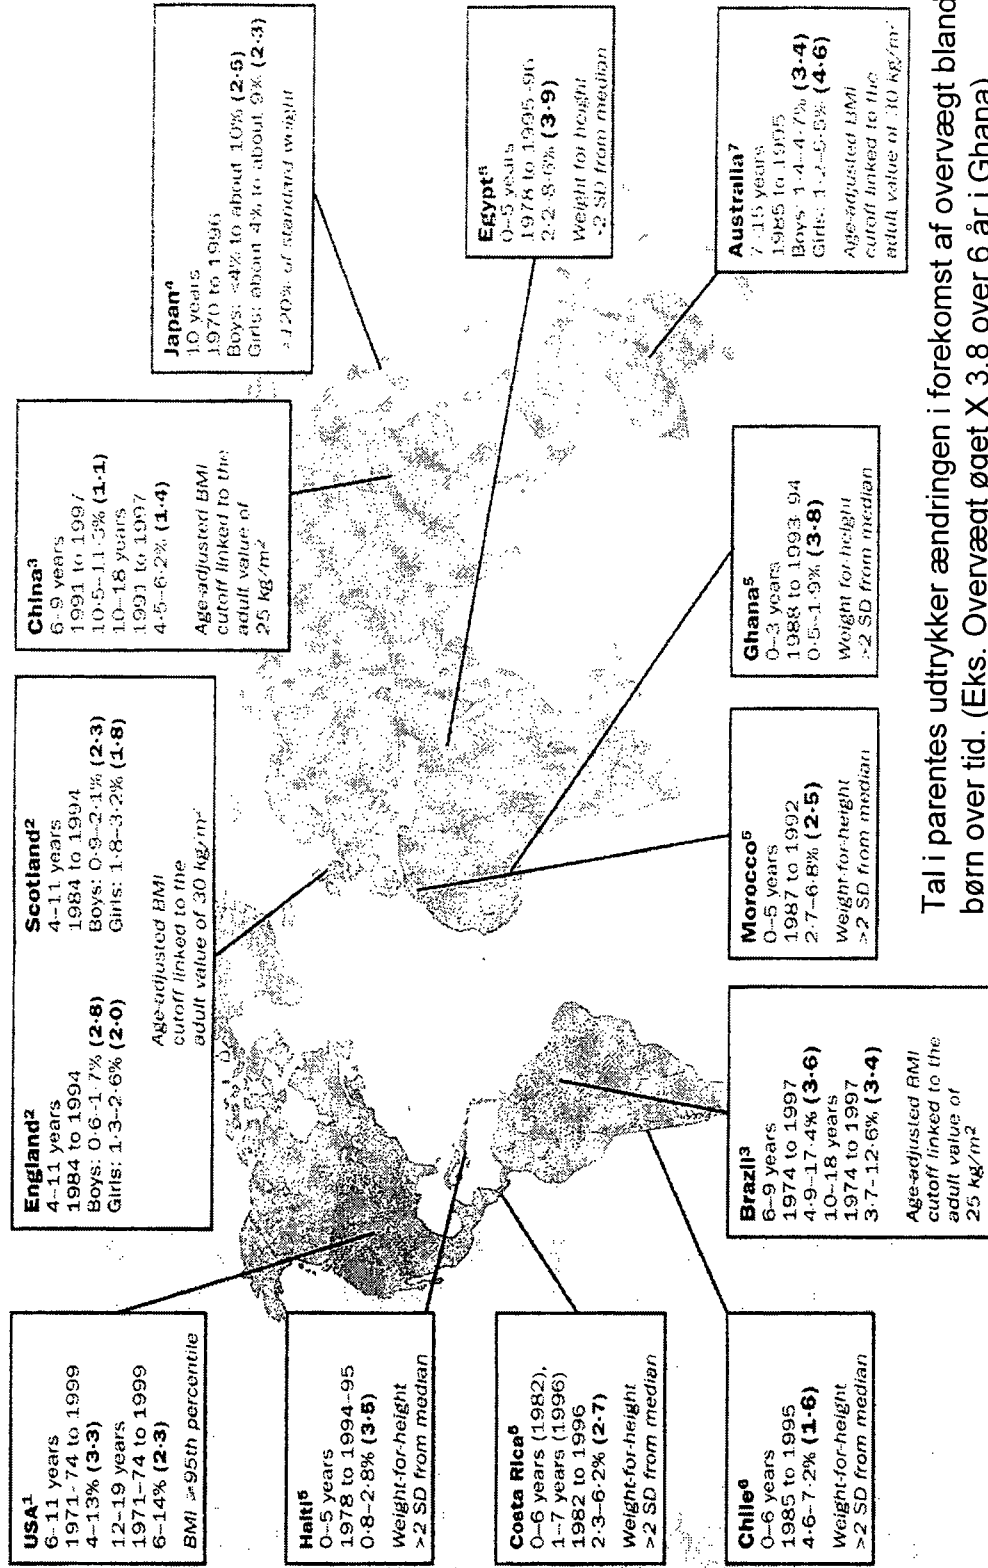 USA¹
6–11 years
1971–74 to 1999
4–13% (3·3)
12–19 years
1971–74 to 1999
6–14% (2·3)
BMI ≥95th percentile
England²
4–11 years
1984 to 1994
Boys: 0·6–1·7% (2·8)
Girls: 1·3–2·6% (2·0)
Scotland²
4–11 years
1984 to 1994
Boys: 0·9–2·1% (2·3)
Girls: 1·8–3·2% (1·8)
Age-adjusted BMI
cutoff linked to the
adult value of 30 kg/m²
China³
6–9 years
1991 to 1997
10·5–11·3% (1·1)
10–18 years
1991 to 1997
4·5–6·2% (1·4)
Age-adjusted BMI
cutoff linked to the
adult value of
25 kg/m²
Japan⁴
10 years
1970 to 1996
Boys: <4% to about 10% (2·5)
Girls: about 4% to about 9% (2·3)
>120% of standard weight
Haiti⁵
0–5 years
1978 to 1994–95
0·8–2·8% (3·5)
Weight-for-height
>2 SD from median
Costa Rica⁵
0–6 years (1982),
1–7 years (1996)
1982 to 1996
2·3–6·2% (2·7)
Weight-for-height
>2 SD from median
Egypt⁵
0–5 years
1978 to 1995–96
2·2–8·6% (3·9)
Weight for height
>2 SD from median
Chile⁶
0–6 years
1985 to 1995
4·6–7·2% (1·6)
Weight-for-height
>2 SD from median
Brazil³
6–9 years
1974 to 1997
4·9–17·4% (3·6)
10–18 years
1974 to 1997
3·7–12·6% (3·4)
Age-adjusted BMI
cutoff linked to the
adult value of
25 kg/m²
Morocco⁵
0–5 years
1987 to 1992
2·7–6·8% (2·5)
Weight-for-height
>2 SD from median
Ghana⁵
0–3 years
1988 to 1993–94
0·5–1·9% (3·8)
Weight for height
>2 SD from median
Australia⁷
7–15 years
1985 to 1995
Boys: 1·4–4·7% (3·4)
Girls: 1·2–5·5% (4·6)
Age-adjusted BMI
cutoff linked to the
adult value of 30 kg/m²
Tal i parentes udtrykker ændringen i forekomst af overvægt bland
børn over tid. (Eks. Overvægt øget X 3.8 over 6 år i Ghana)